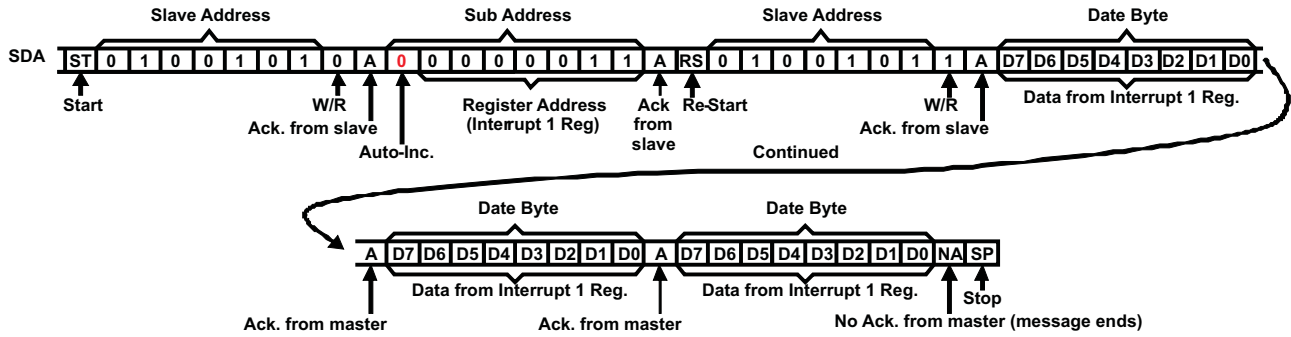 Slave Address Sub Address Slave Address Date Byte
SDA ST 0 1 0 0 1 0 1 0 A 0 0 0 0 0 0 1 1 A RS 0 1 0 0 1 0 1 1 A D7 D6 D5 D4 D3 D2 D1 D0
Start W/R Register Address Ack Re-Start W/R Data from Interrupt 1 Reg.
Ack. from slave (Interrupt 1 Reg) from Ack. from slave
slave
Auto-Inc. Continued
Date Byte Date Byte
A D7 D6 D5 D4 D3 D2 D1 D0 A D7 D6 D5 D4 D3 D2 D1 D0 NA SP
Data from Interrupt 1 Reg. Data from Interrupt 1 Reg. Stop
Ack. from master Ack. from master No Ack. from master (message ends)